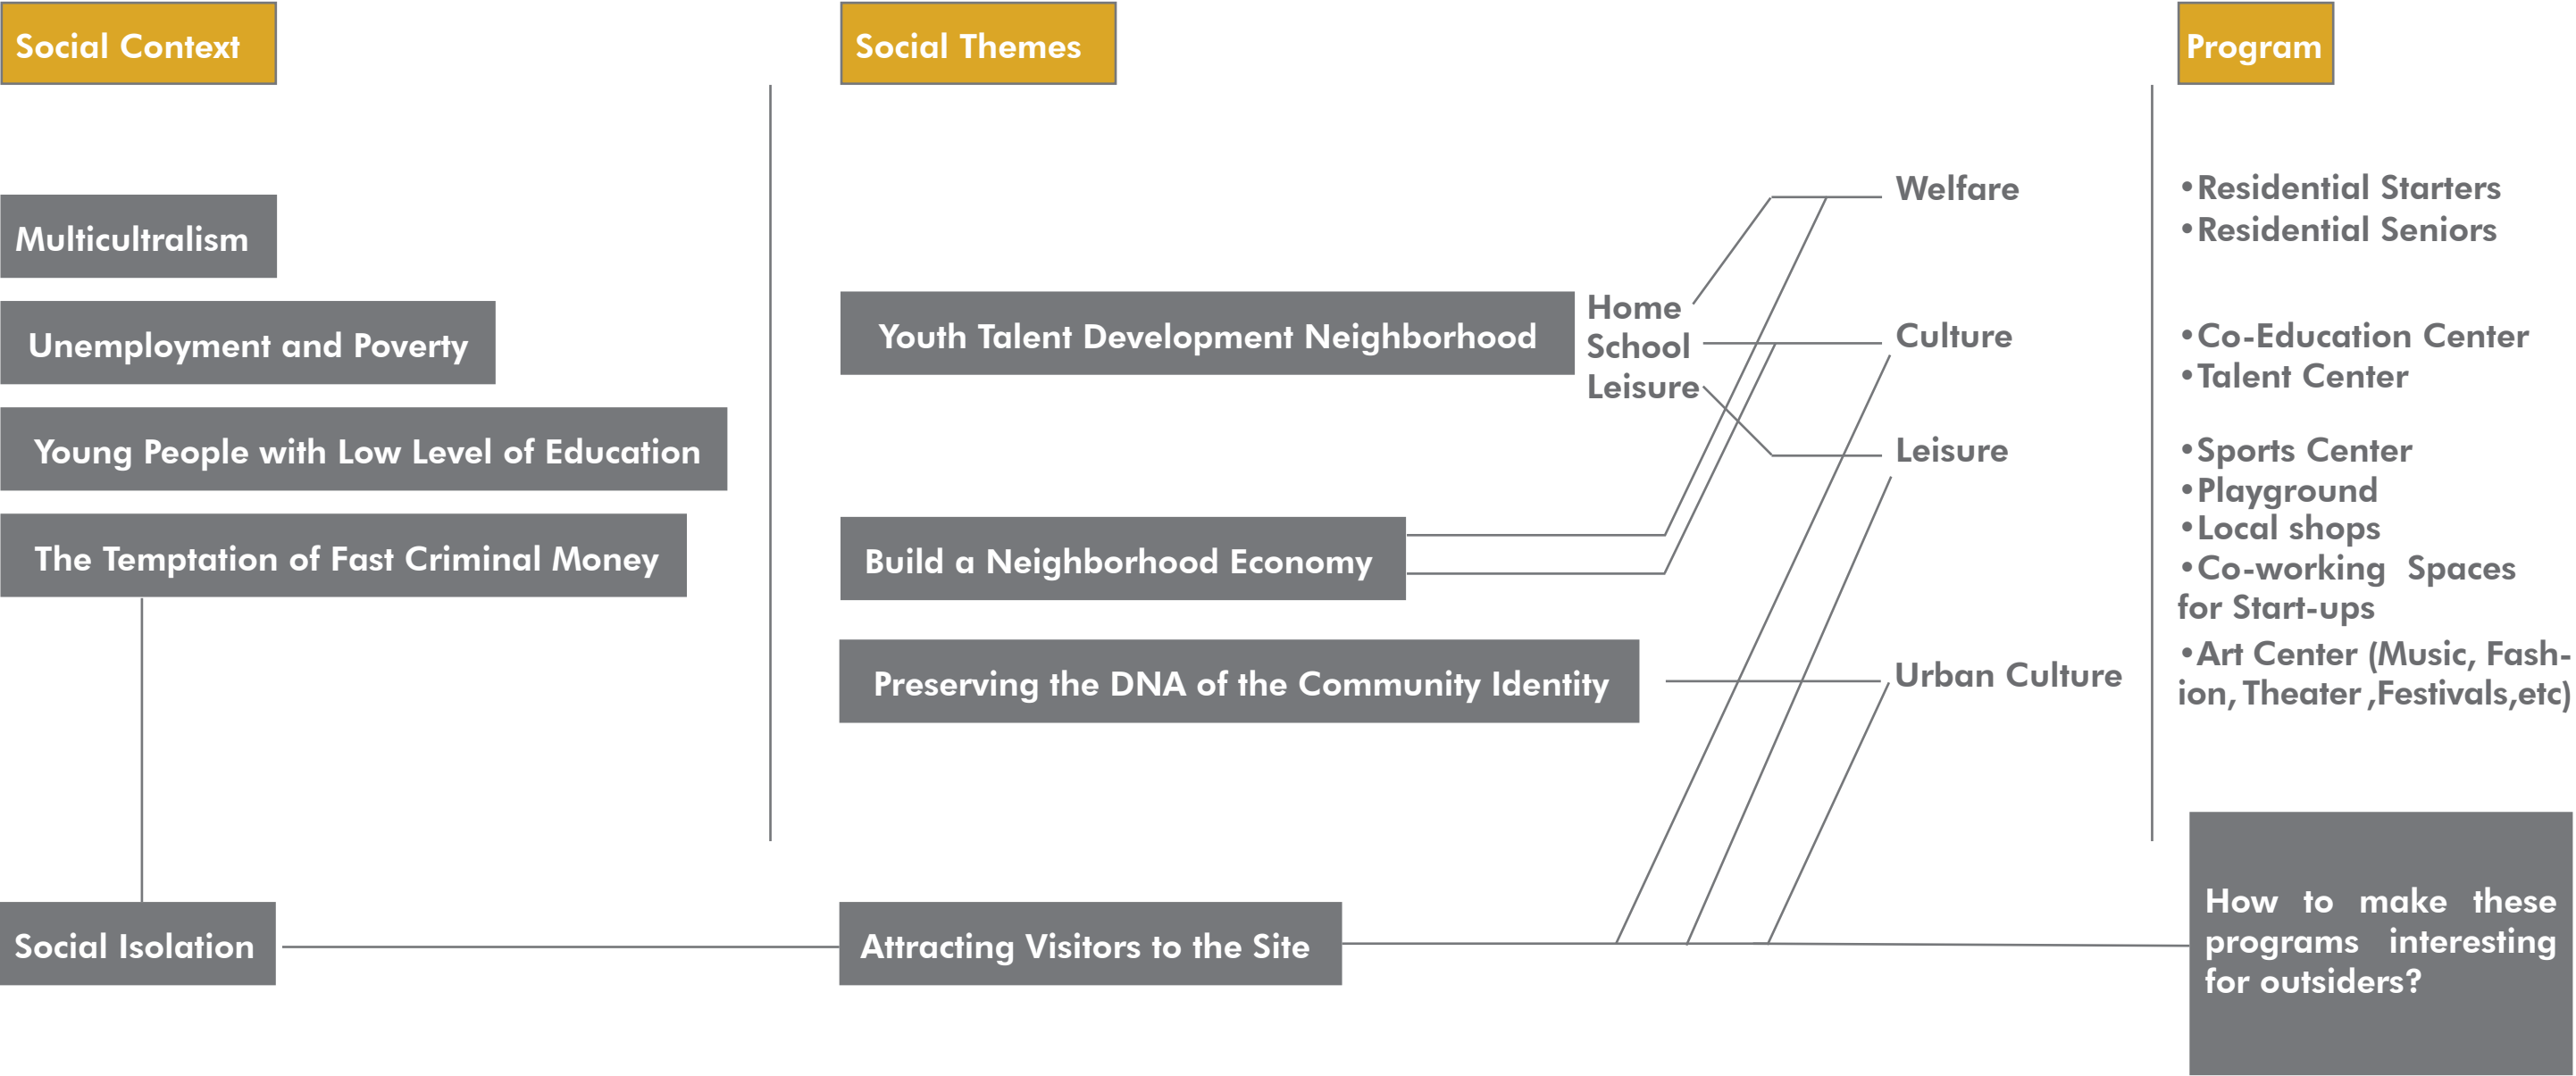 Social Context
Multicultralism
Unemployment and Poverty
Young People with Low Level of Education
The Temptation of Fast Criminal Money
Social Isolation
Social Themes
Youth Talent Development Neighborhood
Home
School
Leisure
Build a Neighborhood Economy
Preserving the DNA of the Community Identity
Attracting Visitors to the Site
Welfare
Culture
Leisure
Urban Culture
Program
•Residential Starters
•Residential Seniors
•Co-Education Center
•Talent Center
•Sports Center
•Playground
•Local shops
•Co-working Spaces
for Start-ups
•Art Center (Music, Fash-
ion, Theater ,Festivals,etc)
How to make these
programs interesting
for outsiders?